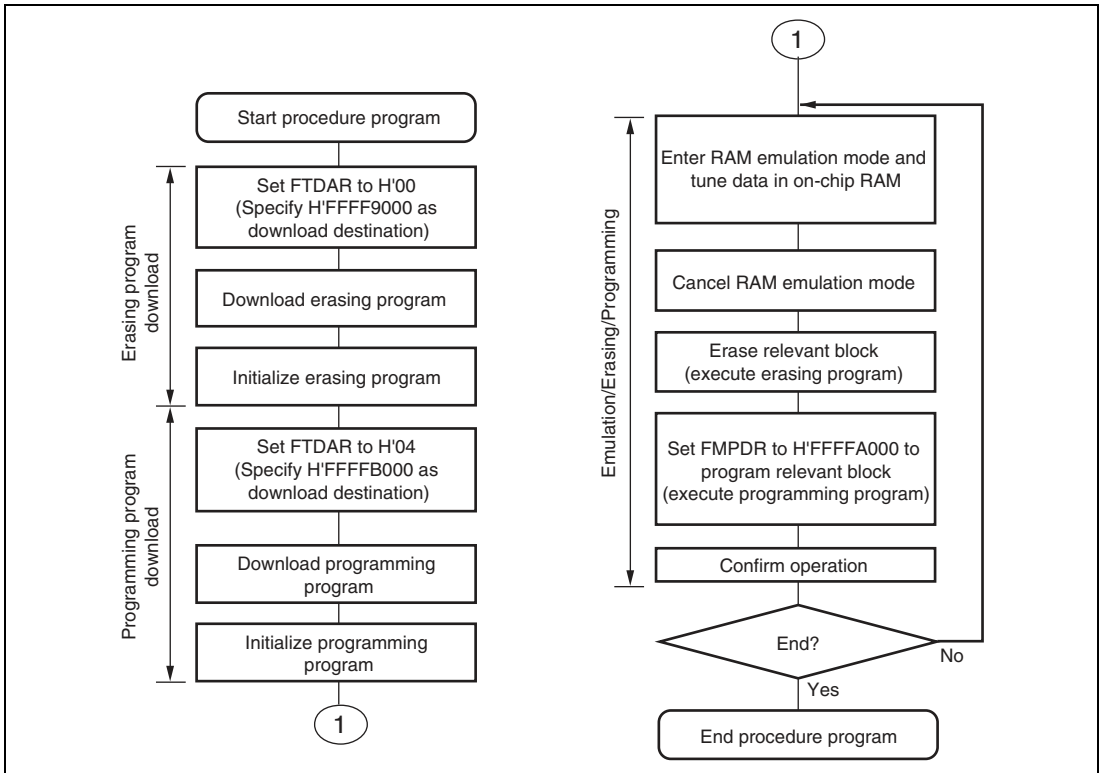 Start procedure program
Erasing program
download
Set FTDAR to H'00
(Specify H'FFFF9000 as
download destination)
Download erasing program
Initialize erasing program
Programming program
download
Set FTDAR to H'04
(Specify H'FFFFB000 as
download destination)
Download programming
program
Initialize programming
program
1
1
Emulation/Erasing/Programming
Enter RAM emulation mode and
tune data in on-chip RAM
Cancel RAM emulation mode
Erase relevant block
(execute erasing program)
Set FMPDR to H'FFFFA000 to
program relevant block
(execute programming program)
Confirm operation
End?
No
Yes
End procedure program